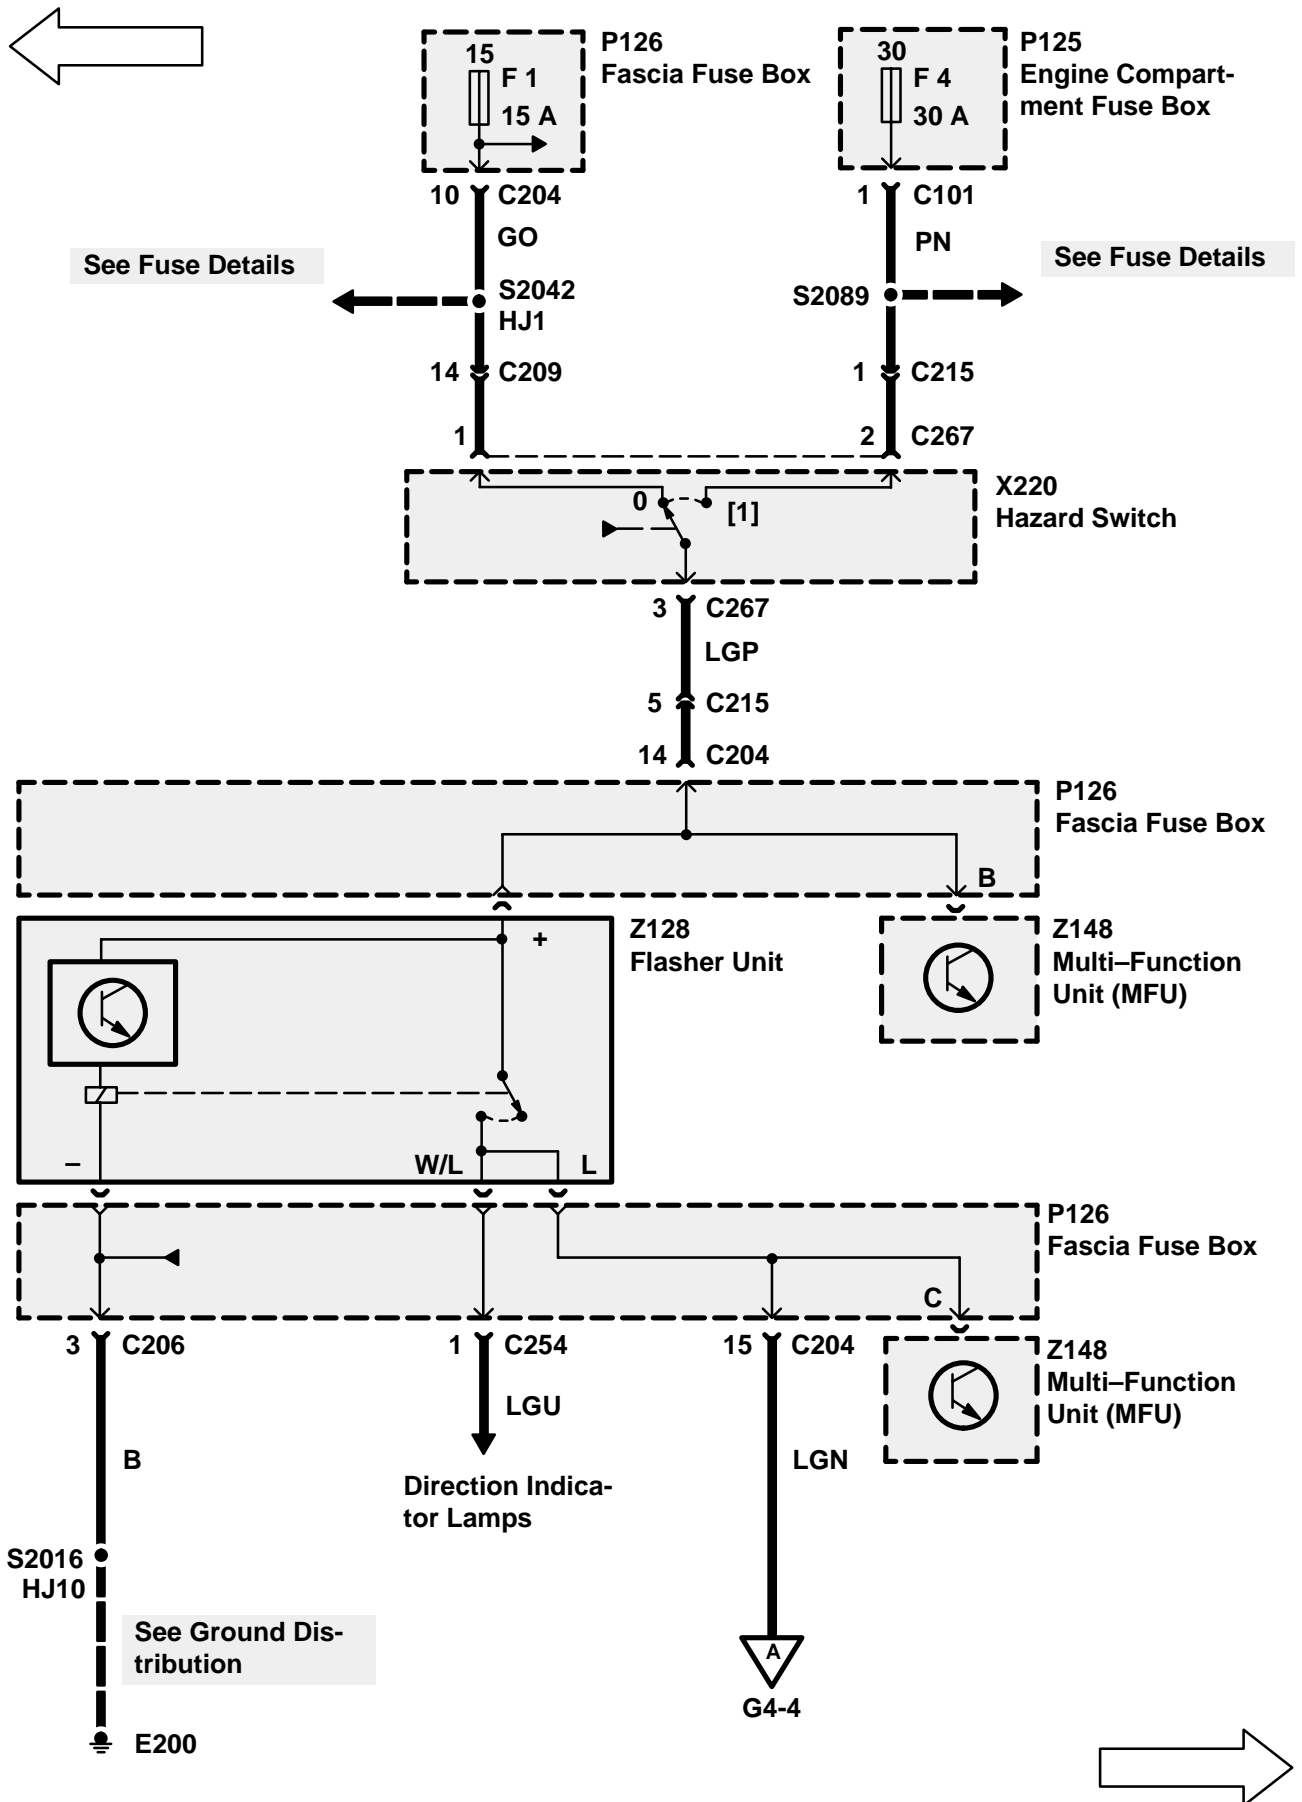 15
F 1
15 A
P126
Fascia Fuse Box
30
F 4
30 A
P125
Engine Compart-
ment Fuse Box
10 C204
GO
1 C101
PN
See Fuse Details
S2042
HJ1
S2089
See Fuse Details
14 C209
1 C215
1
2 C267
0
[1]
X220
Hazard Switch
3 C267
LGP
5 C215
14 C204
P126
Fascia Fuse Box
B
+
Z128
Flasher Unit
Z148
Multi–Function
Unit (MFU)
–
W/L
L
P126
Fascia Fuse Box
C
3 C206
1 C254
15 C204
Z148
Multi–Function
Unit (MFU)
LGU
B
LGN
Direction Indica-
tor Lamps
S2016
HJ10
See Ground Dis-
tribution
A
G4-4
E200